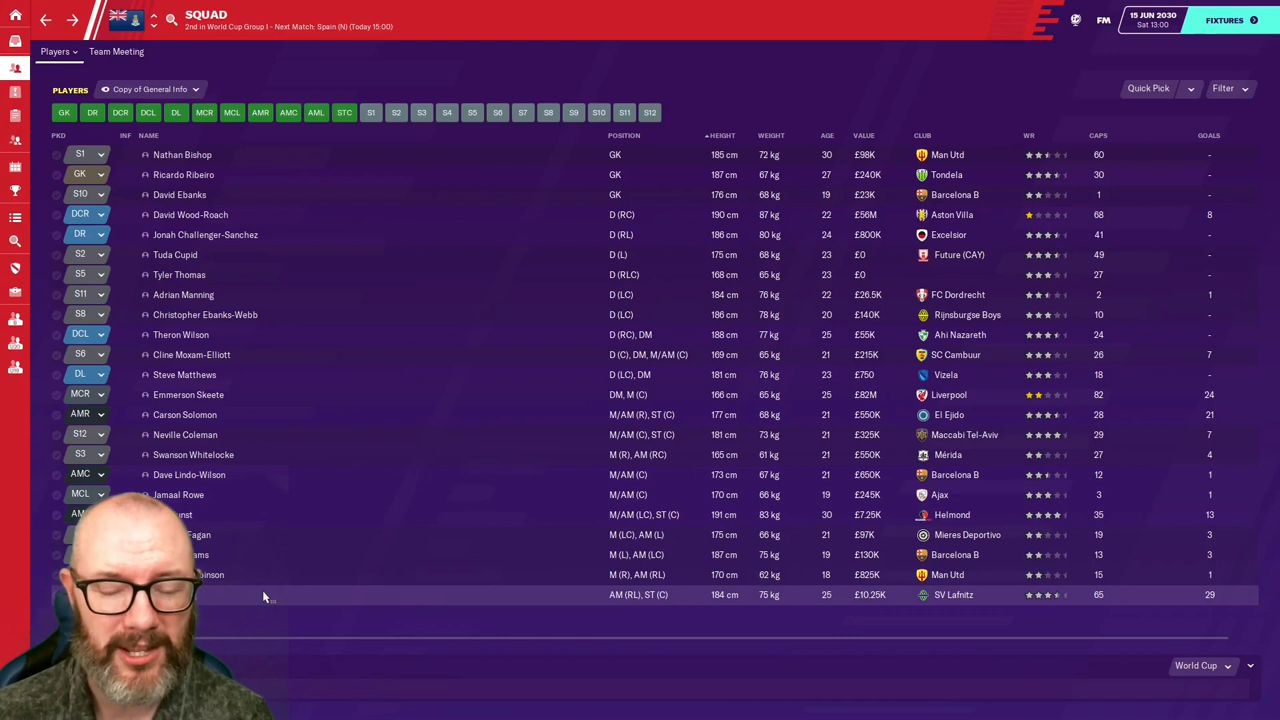 SQUAD
2nd in World Cup Group I - Next Match: Spain (N) (Today 15:00)
FM
15 JUN 2030
Sat 13:00
FIXTURES
Players
Team Meeting
PLAYERS
Copy of General Info
Quick Pick
Filter
GK DR DCR DCL DL MCR MCL AMR AMC AML STC S1 S2 S3 S4 S5 S6 S7 S8 S9 S10 S11 S12
PKD INF NAME POSITION HEIGHT WEIGHT AGE VALUE CLUB WR CAPS GOALS
S1 Nathan Bishop GK 185 cm 72 kg 30 £98K Man Utd 60 -
GK Ricardo Ribeiro GK 187 cm 67 kg 27 £240K Tondela 30 -
S10 David Ebanks GK 176 cm 68 kg 19 £23K Barcelona B 1 -
DCR David Wood-Roach D (RC) 190 cm 87 kg 22 £56M Aston Villa 68 8
DR Jonah Challenger-Sanchez D (RL) 186 cm 80 kg 24 £800K Excelsior 41 -
S2 Tuda Cupid D (L) 175 cm 68 kg 23 £0 Future (CAY) 49 -
S5 Tyler Thomas D (RLC) 168 cm 65 kg 23 £0 27 -
S11 Adrian Manning D (LC) 184 cm 76 kg 22 £26.5K FC Dordrecht 2 1
S8 Christopher Ebanks-Webb D (LC) 186 cm 78 kg 20 £140K Rijnsburgse Boys 10 -
DCL Theron Wilson D (RC), DM 188 cm 77 kg 25 £55K Ahi Nazareth 24 -
S6 Cline Moxam-Elliott D (C), DM, M/AM (C) 169 cm 65 kg 21 £215K SC Cambuur 26 7
DL Steve Matthews D (LC), DM 181 cm 76 kg 23 £750 Vizela 18 -
MCR Emmerson Skeete DM, M (C) 166 cm 65 kg 25 £82M Liverpool 82 24
AMR Carson Solomon M/AM (R), ST (C) 177 cm 68 kg 21 £550K El Ejido 28 21
S12 Neville Coleman M/AM (C), ST (C) 181 cm 73 kg 21 £325K Maccabi Tel-Aviv 29 7
S3 Swanson Whitelocke M (R), AM (RC) 165 cm 61 kg 21 £550K Mérida 27 4
AMC Dave Lindo-Wilson M/AM (C) 173 cm 67 kg 21 £650K Barcelona B 12 1
MCL Jamaal Rowe M/AM (C) 170 cm 66 kg 19 £245K Ajax 3 1
M/AM (LC), ST (C) 191 cm 83 kg 30 £7.25K Helmond 35 13
Fagan M (LC), AM (L) 175 cm 66 kg 21 £97K Mieres Deportivo 19 3
M (L), AM (LC) 187 cm 75 kg 19 £130K Barcelona B 13 3
M (R), AM (RL) 170 cm 62 kg 18 £825K Man Utd 15 1
AM (RL), ST (C) 184 cm 75 kg 25 £10.25K SV Lafnitz 65 29
World Cup